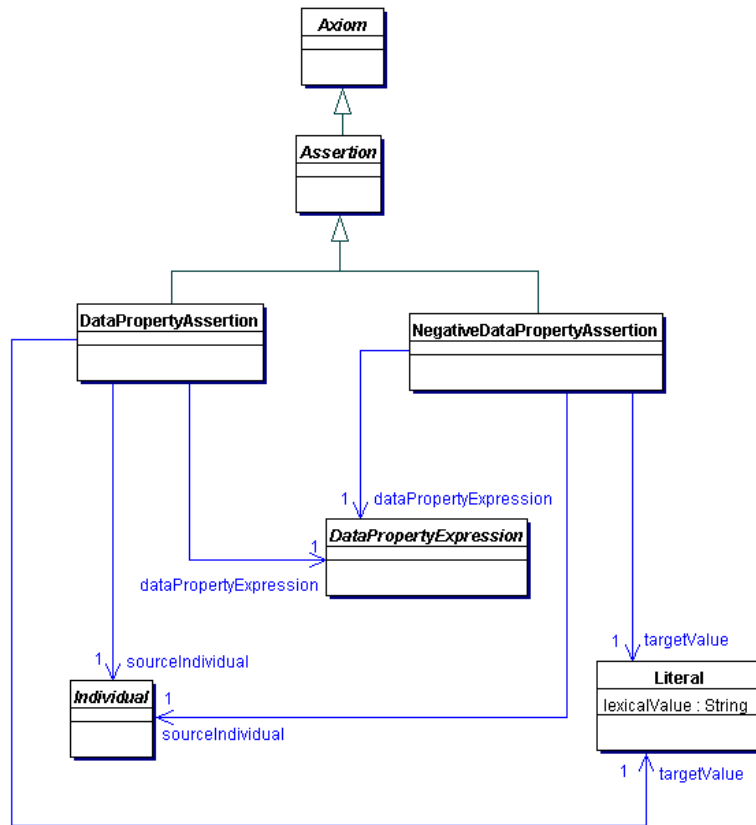 Axiom
Assertion
DataPropertyAssertion
NegativeDataPropertyAssertion
1
dataPropertyExpression
DataPropertyExpression
1
dataPropertyExpression
1
targetValue
1
sourceIndividual
Literal
lexicalValue : String
Individual
1
sourceIndividual
1
targetValue